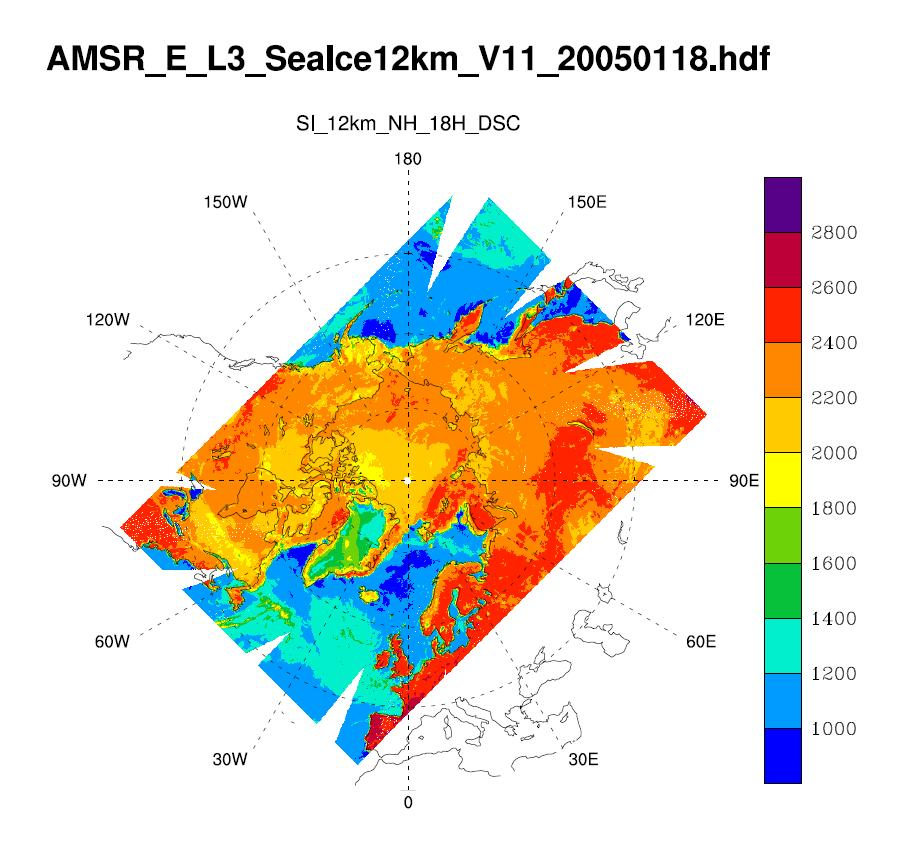 AMSR_E_L3_SeaIce12km_V11_20050118.hdf
SI_12km_NH_18H_DSC
180
150W
150E
120W
120E
90W
90E
60W
60E
30W
30E
0
2800
2600
2400
2200
2000
1800
1600
1400
1200
1000